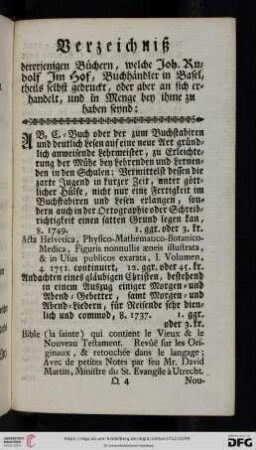 Verzeichniß
dererjenigen Büchern, welche Joh. Ru-
dolf Im Hof, Buchhändler in Basel,
theils selbst gedruckt, oder aber an sich er-
handelt, und in Menge bey ihme zu
haben seynd:
AB, C,-Buch oder der zum Buchstabiren
und deutlich Lesen auf eine neue Art gründ-
lich anweisende Lehrmeister, zu Erleichte-
rung der Mühe bey Lehrenden und Lernen-
den in den Schulen: Vermittelst dessen die
zarte Jugend in kurzer Zeit, unter gött-
licher Hülfe, nicht nur eine Fertigkeit im
Buchstabiren und Lesen erlangen, son-
dern auch in der Ortographie oder Schreib-
richtigkeit einen satten Grund legen kan,
8. 1749. 1. ggr. oder 3. kr.
Acta Helvetica, Physico-Mathematico-Botanico-
Medica, Figuris nonnullis æneis illustrata,
& in Usus publicos exarata, I. Volumen,
4. 1751. continuirt, 12. ggr. oder 45. kr.
Andachten eines gläubigen Christen, bestehend
in einem Auszug einiger Morgen- und
Abend-Gebetter, samt Morgen- und
Abend-Liedern, für Reisende sehr dien-
lich und commod, 8. 1737. 1. ggr.
oder 3. kr.
Bible (la sainte) qui contient le Vieux & le
Nouveau Testament. Revûë sur les Ori-
ginaux, & retouchée dans le langage;
Avec de petites Notes par feu Mr. David
Martin, Ministre du St. Evangile à Utrecht.
Q 4 Nou-
DFG